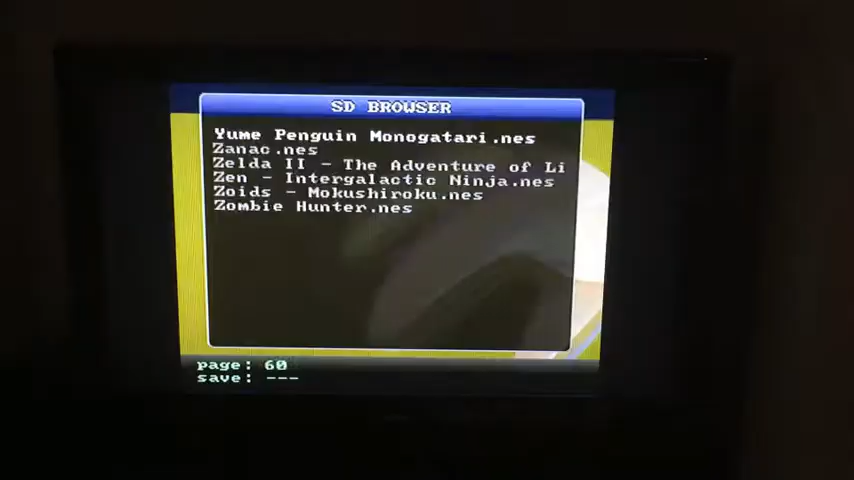 SD BROWSER
Yume Penguin Monogatari.nes
Zanac.nes
Zelda II - The Adventure of Li
Zen - Intergalactic Ninja.nes
Zoids - Mokushiroku.nes
Zombie Hunter.nes
page: 60
save: ---